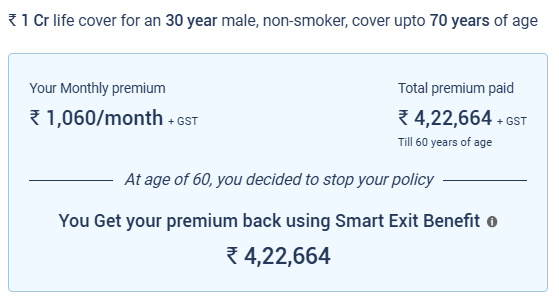 ₹ 1 Cr life cover for an 30 year male, non-smoker, cover upto 70 years of age
Your Monthly premium
₹ 1,060/month + GST
Total premium paid
₹ 4,22,664 + GST
Till 60 years of age
At age of 60, you decided to stop your policy
You Get your premium back using Smart Exit Benefit i
₹ 4,22,664